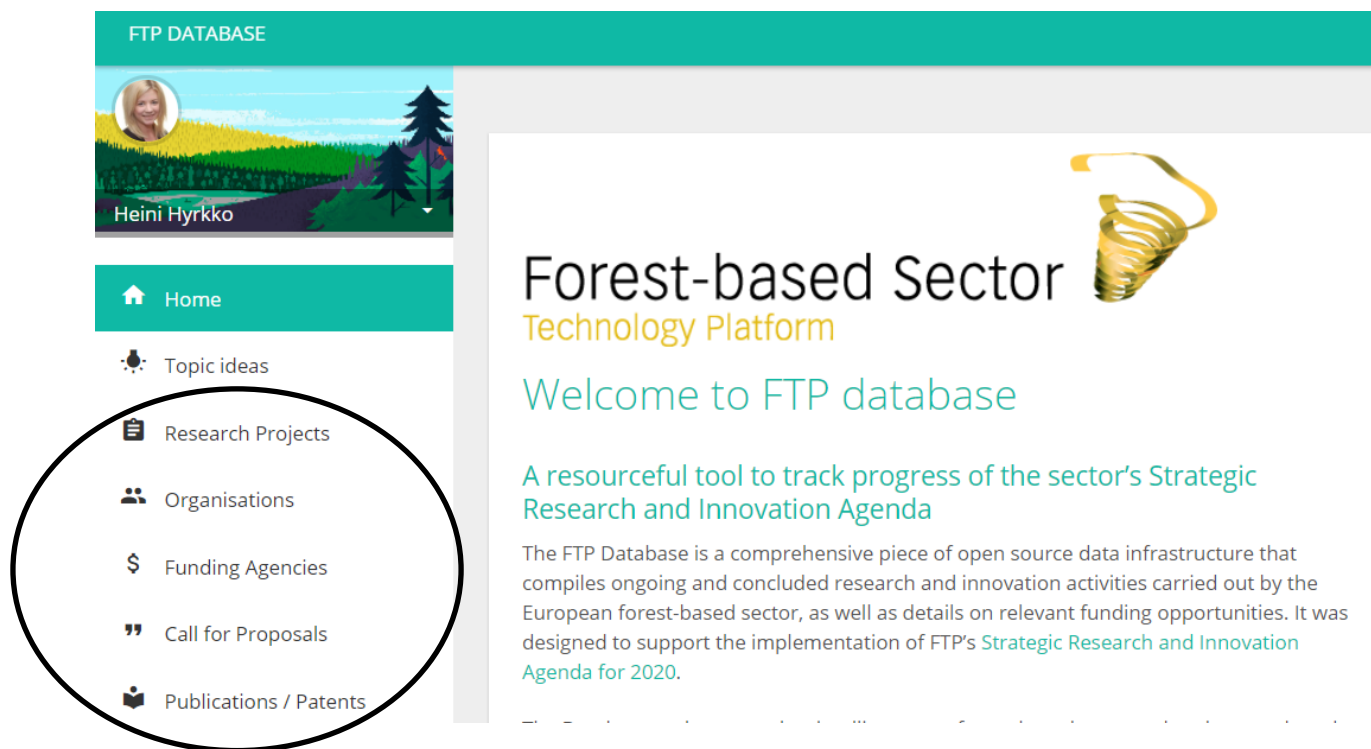 FTP DATABASE
Heini Hyrkko
Home
Topic ideas
Research Projects
Organisations
Funding Agencies
Call for Proposals
Publications / Patents
Forest-based Sector
Technology Platform
Welcome to FTP database
A resourceful tool to track progress of the sector's Strategic
Research and Innovation Agenda
The FTP Database is a comprehensive piece of open source data infrastructure that
compiles ongoing and concluded research and innovation activities carried out by the
European forest-based sector, as well as details on relevant funding opportunities. It was
designed to support the implementation of FTP's Strategic Research and Innovation
Agenda for 2020.